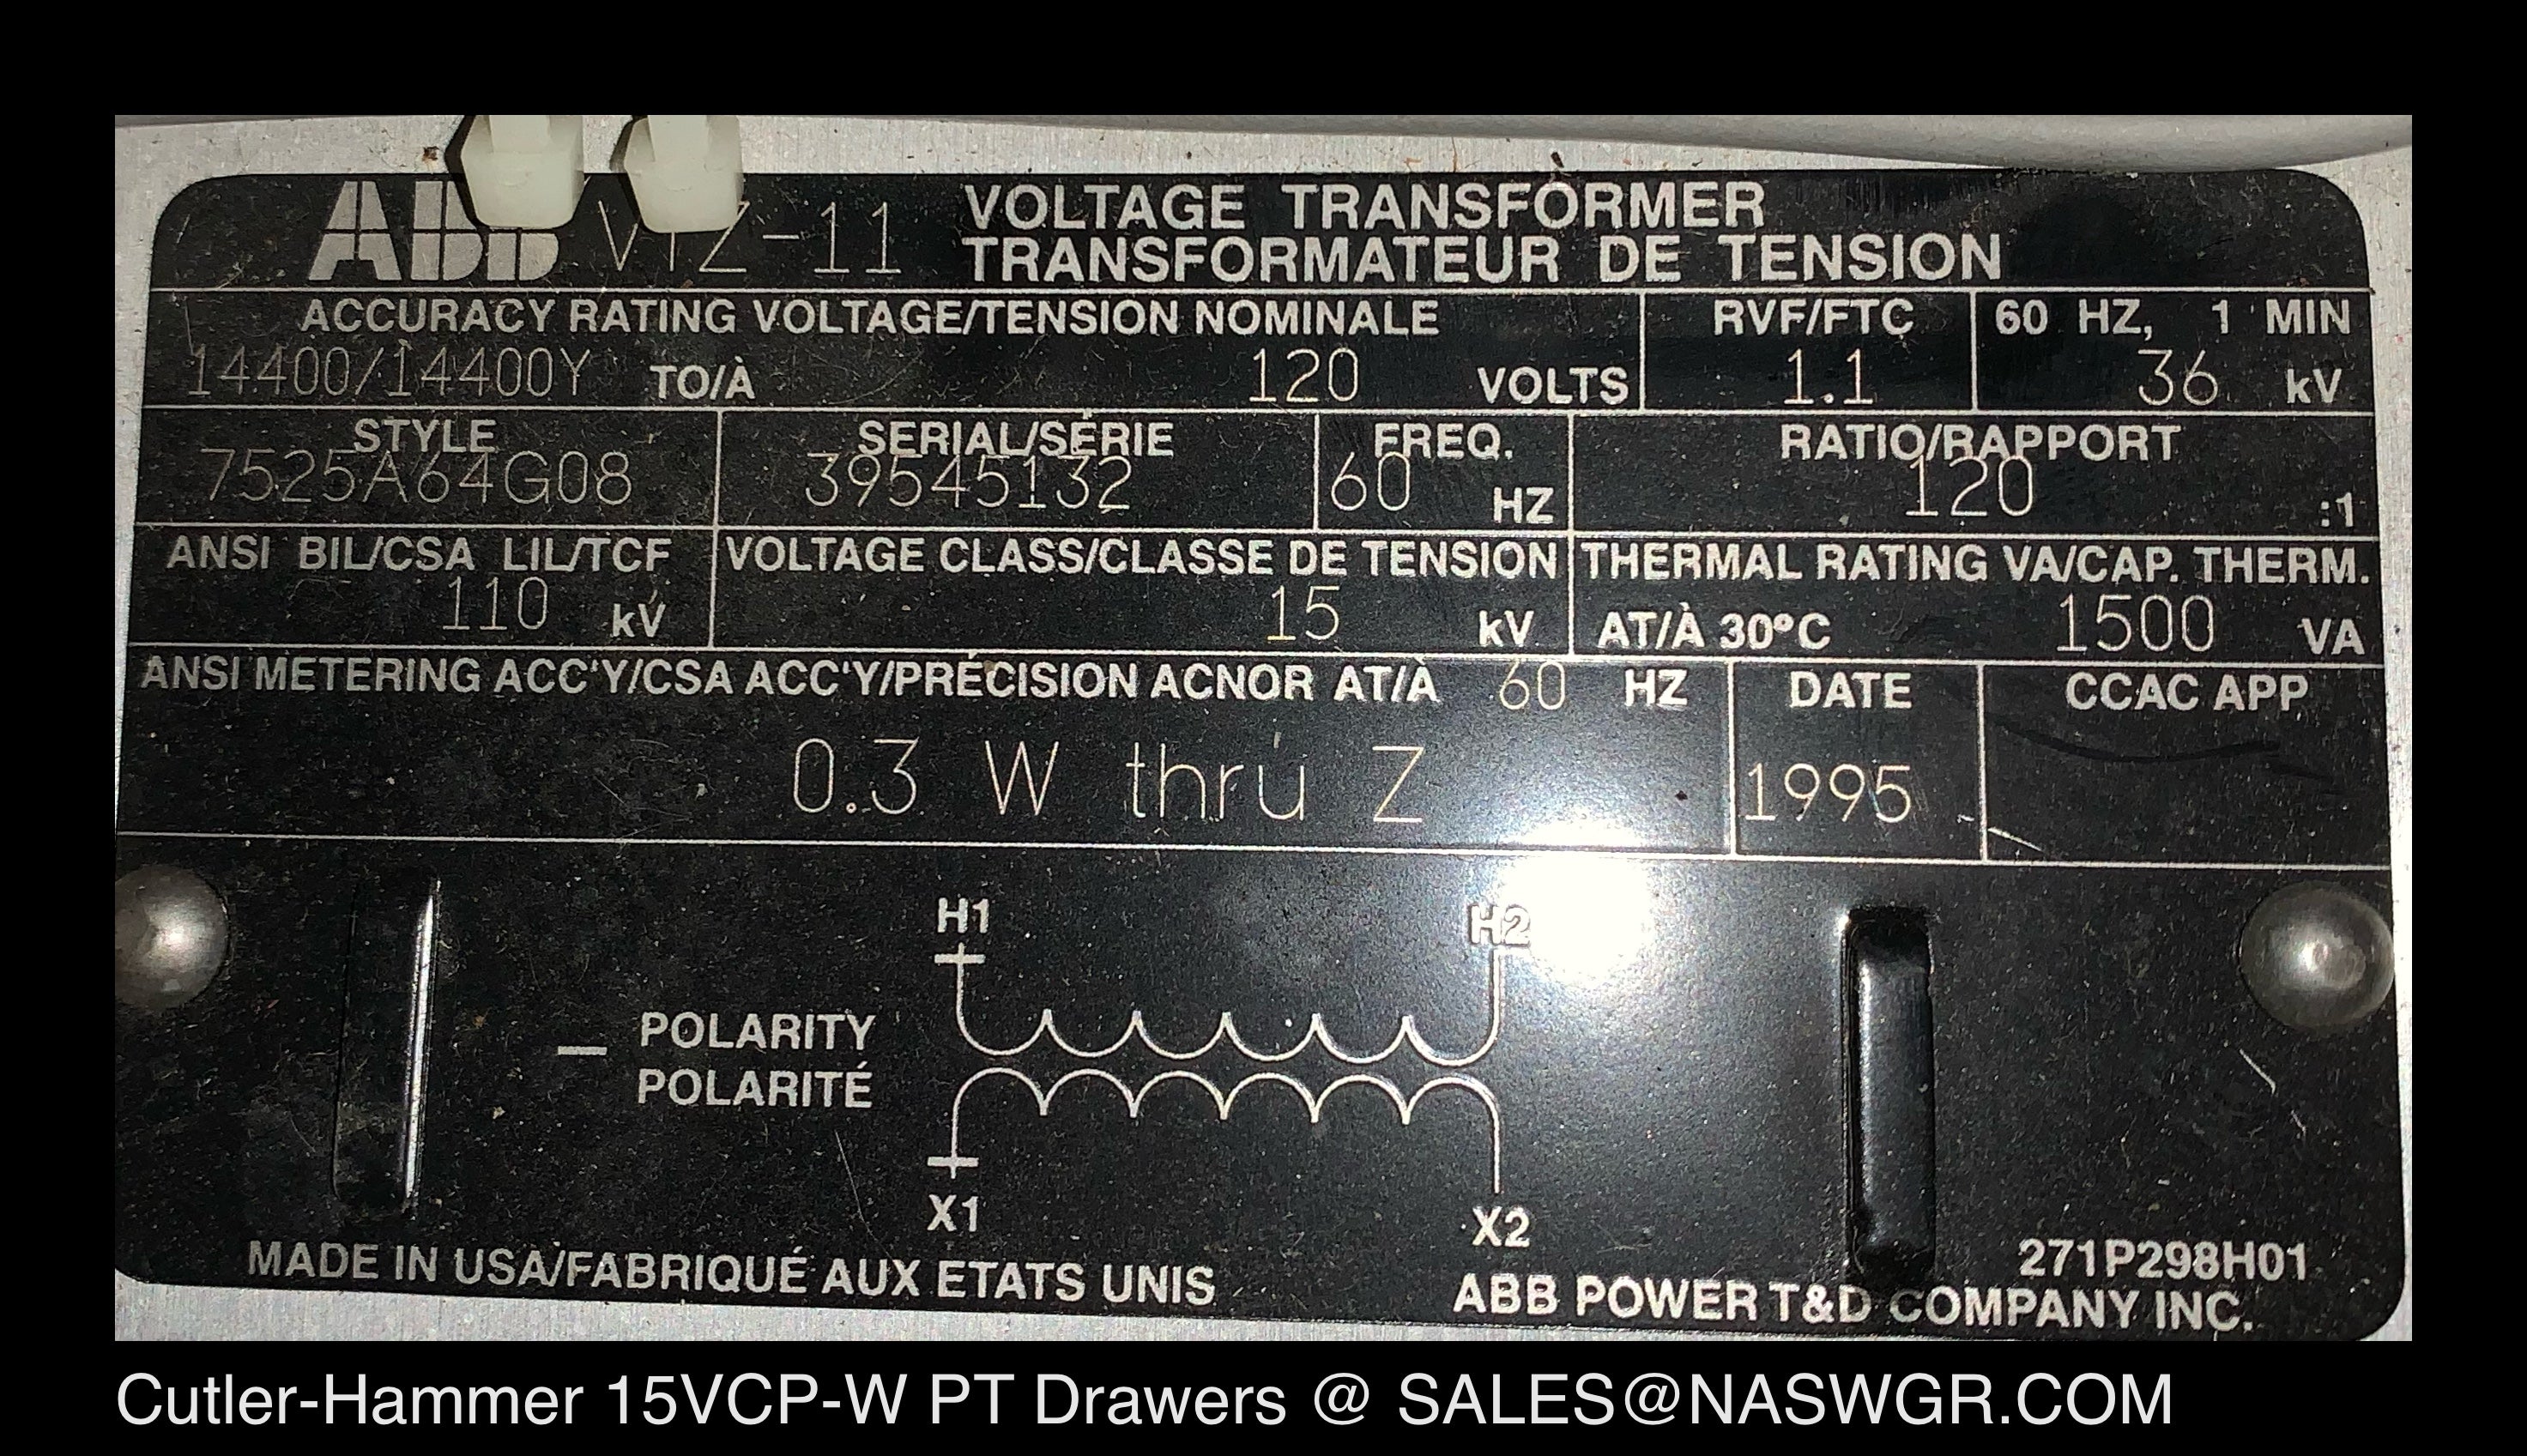 ABB VIZ-11 VOLTAGE TRANSFORMER
TRANSFORMATEUR DE TENSION
ACCURACY RATING VOLTAGE/TENSION NOMINALE
14400/14400Y TO/À 120 VOLTS
RVF/FTC
1.1
60 HZ, 1 MIN
36 kV
STYLE
7525A64G08
SERIAL/SÉRIE
39545132
FREQ.
60 HZ
RATIO/RAPPORT
120 :1
ANSI BIL/CSA LIL/TCF
110 kV
VOLTAGE CLASS/CLASSE DE TENSION
15 kV
THERMAL RATING VA/CAP. THERM.
AT/À 30°C 1500 VA
ANSI METERING ACC'Y/CSA ACC'Y/PRÉCISION ACNOR AT/À 60 HZ
0.3 W thru Z
DATE
1995
CCAC APP
H1 H2
POLARITY
POLARITÉ
X1 X2
MADE IN USA/FABRIQUÉ AUX ETATS UNIS
271P298H01
ABB POWER T&D COMPANY INC.
Cutler-Hammer 15VCP-W PT Drawers @ SALES@NASWGR.COM